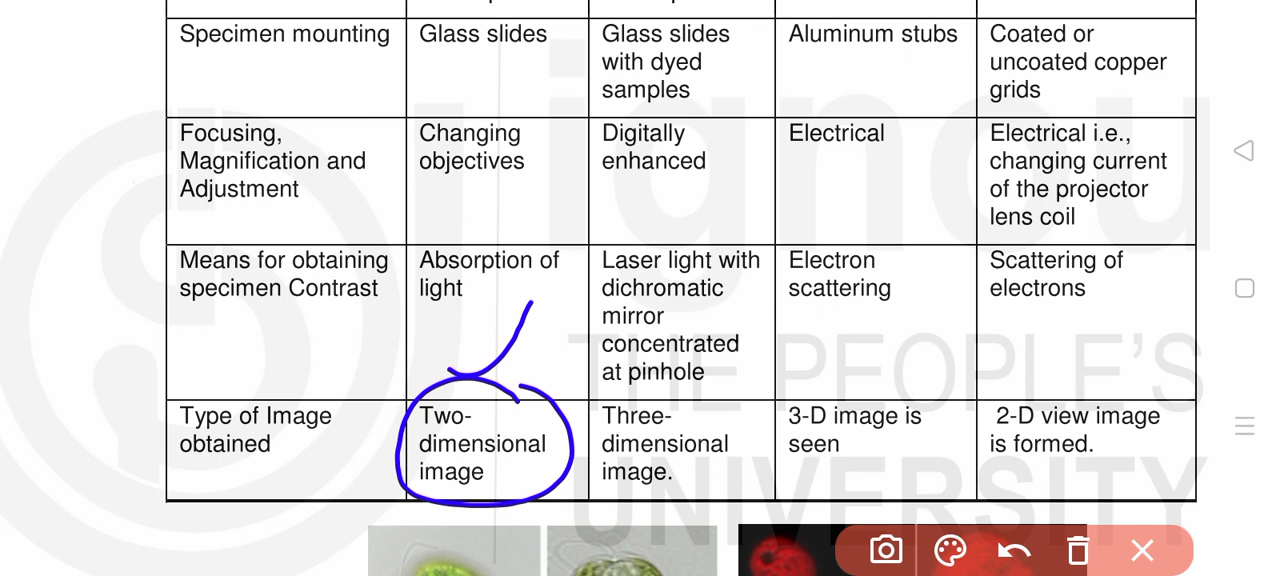 Specimen mounting
Glass slides
Glass slides
with dyed
samples
Aluminum stubs
Coated or
uncoated copper
grids
Focusing,
Magnification and
Adjustment
Changing
objectives
Digitally
enhanced
Electrical
Electrical i.e.,
changing current
of the projector
lens coil
Means for obtaining
specimen Contrast
Absorption of
light
Laser light with
dichromatic
mirror
concentrated
at pinhole
Electron
scattering
Scattering of
electrons
Type of Image
obtained
Two-
dimensional
image
Three-
dimensional
image.
3-D image is
seen
2-D view image
is formed.
ignou
THE PEOPLE'S
UNIVERSITY